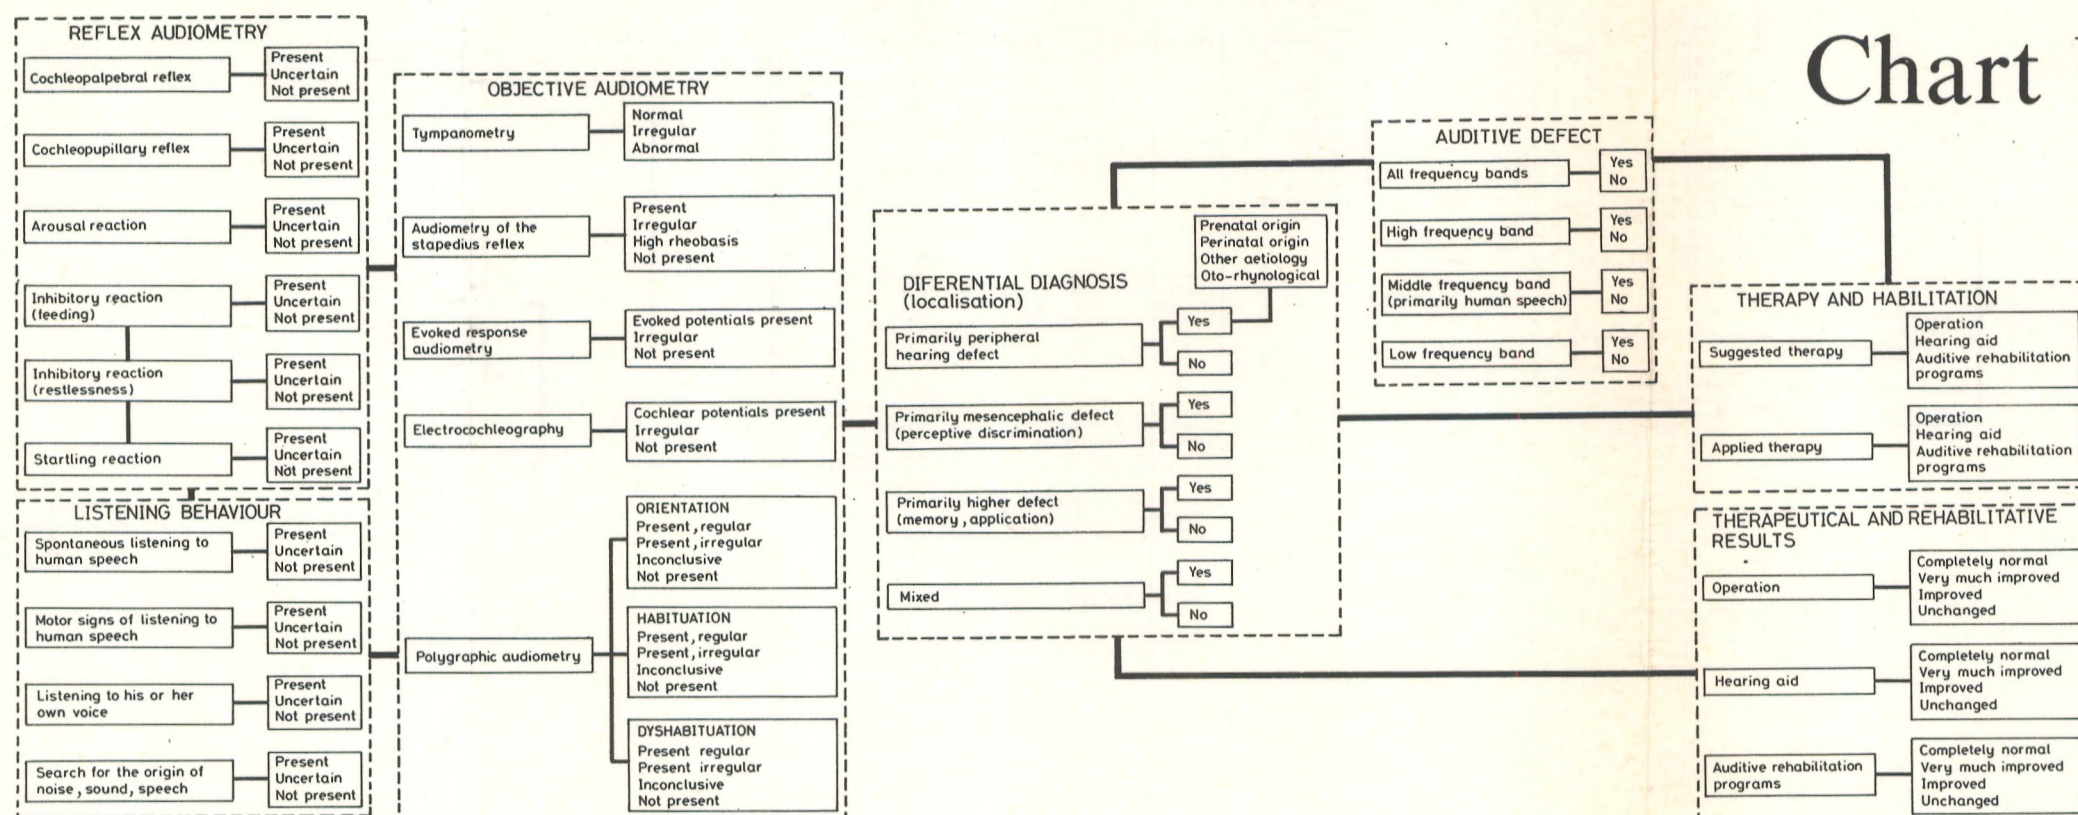 Chart
REFLEX AUDIOMETRY
Cochleopalpebral reflex
Present
Uncertain
Not present
Cochleopupillary reflex
Present
Uncertain
Not present
Arousal reaction
Present
Uncertain
Not present
Inhibitory reaction
(feeding)
Present
Uncertain
Not present
Inhibitory reaction
(restlessness)
Present
Uncertain
Not present
Startling reaction
Present
Uncertain
Not present
LISTENING BEHAVIOUR
Spontaneous listening to
human speech
Present
Uncertain
Not present
Motor signs of listening to
human speech
Present
Uncertain
Not present
Listening to his or her
own voice
Present
Uncertain
Not present
Search for the origin of
noise, sound, speech
Present
Uncertain
Not present
OBJECTIVE AUDIOMETRY
Tympanometry
Normal
Irregular
Abnormal
Audiometry of the
stapedius reflex
Present
Irregular
High rheobasis
Not present
Evoked response
audiometry
Evoked potentials present
Irregular
Not present
Electrocochleography
Cochlear potentials present
Irregular
Not present
Polygraphic audiometry
ORIENTATION
Present, regular
Present, irregular
Inconclusive
Not present
HABITUATION
Present, regular
Present, irregular
Inconclusive
Not present
DYSHABITUATION
Present regular
Present irregular
Inconclusive
Not present
DIFERENTIAL DIAGNOSIS
(localisation)
Prenatal origin
Perinatal origin
Other aetiology
Oto-rhynological
Primarily peripheral
hearing defect
Yes
No
Primarily mesencephalic defect
(perceptive discrimination)
Yes
No
Primarily higher defect
(memory, application)
Yes
No
Mixed
Yes
No
AUDITIVE DEFECT
All frequency bands
Yes
No
High frequency band
Yes
No
Middle frequency band
(primarily human speech)
Yes
No
Low frequency band
Yes
No
THERAPY AND HABILITATION
Suggested therapy
Operation
Hearing aid
Auditive rehabilitation
programs
Applied therapy
Operation
Hearing aid
Auditive rehabilitation
programs
THERAPEUTICAL AND REHABILITATIVE
RESULTS
Operation
Completely normal
Very much improved
Improved
Unchanged
Hearing aid
Completely normal
Very much improved
Improved
Unchanged
Auditive rehabilitation
programs
Completely normal
Very much improved
Improved
Unchanged